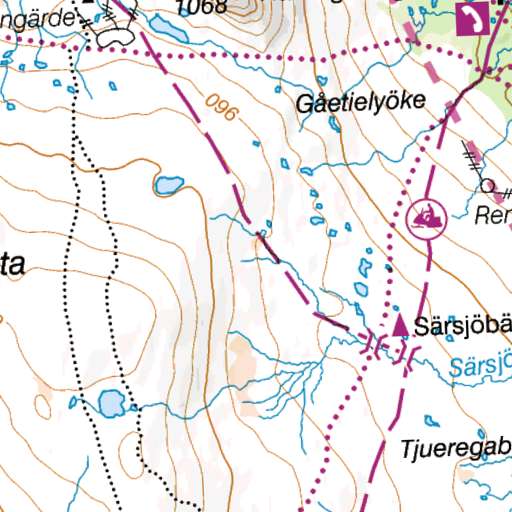 ngärde
1068
096
Gåetielyöke
Ren
ta
Särsjöbä
Särsjö
Tjueregab